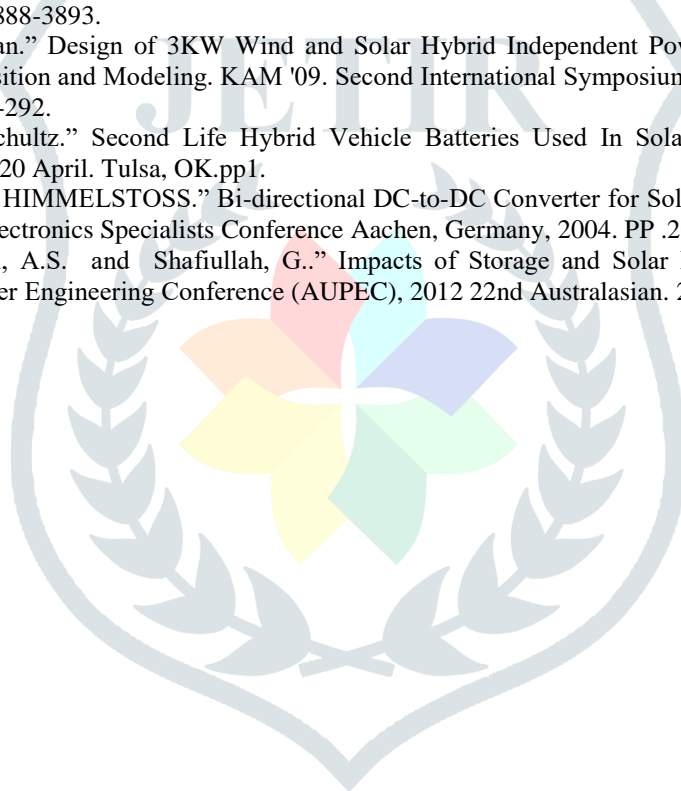 888-3893.
an.” Design of 3KW Wind and Solar Hybrid Independent Pov
sition and Modeling. KAM '09. Second International Symposium
-292.
chultz.” Second Life Hybrid Vehicle Batteries Used In Sola
20 April. Tulsa, OK.pp1.
HIMMELSTOSS.” Bi-directional DC-to-DC Converter for Sol
ectronics Specialists Conference Aachen, Germany, 2004. PP .2
, A.S. and Shafiullah, G..” Impacts of Storage and Solar
er Engineering Conference (AUPEC), 2012 22nd Australasian. 2
JETIR